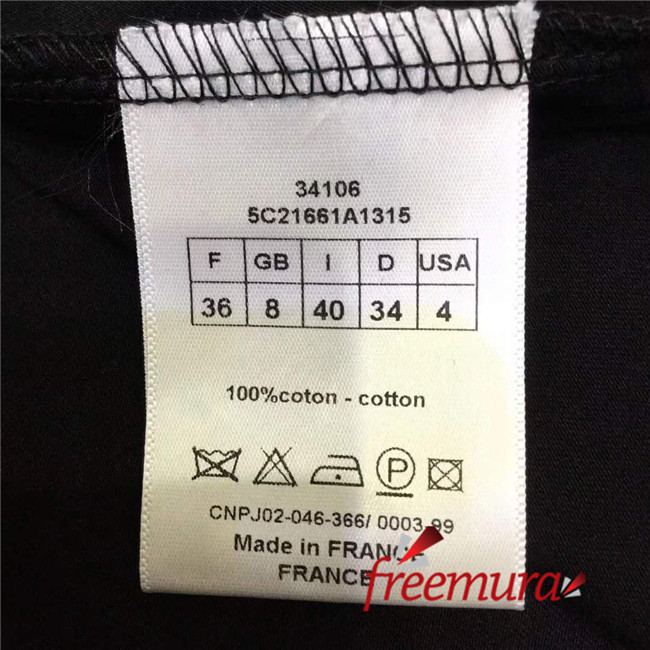 34106
5C21661A1315
F GB I D USA
36 8 40 34 4
100%coton - cotton
P
CNPJ02-046-366/ 0003-99
Made in FRANCE
FRANCE
freemura